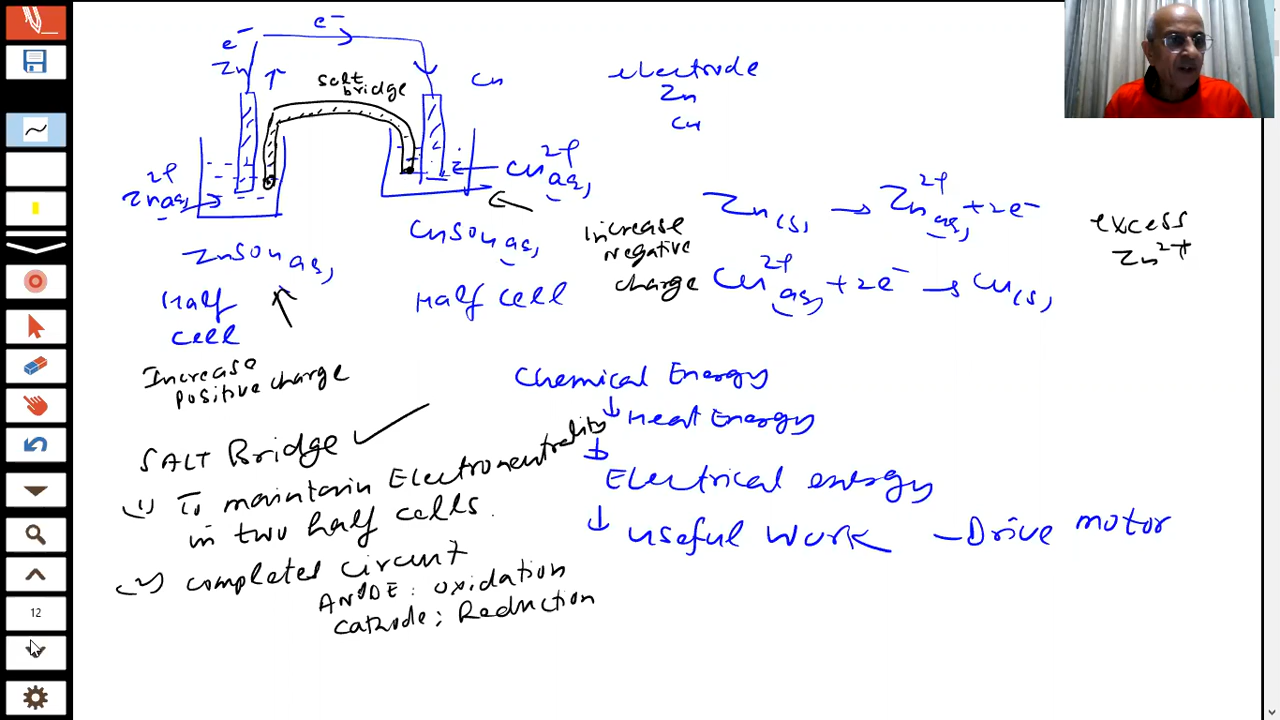 e⁻
e⁻
Zn ↑
salt
bridge
Cu
electrode
Zn
Cu
Zn²⁺aq,
Cu²⁺aq,
ZnSO₄ aq,
CuSO₄ aq,
Half
cell
Half cell
Increase
negative
charge
Zn(s) → Zn²⁺aq, + 2e⁻
Cu²⁺aq, + 2e⁻ → Cu(s)
excess
Zn²⁺
Increase
positive charge
Chemical Energy
↓ Heat Energy
↓
Electrical energy
↓ useful work – Drive motor
SALT Bridge ✓
(1) To maintain Electroneutrality
in two half cells.
(2) completes circuit
ANODE: oxidation
cathode; Reduction
12